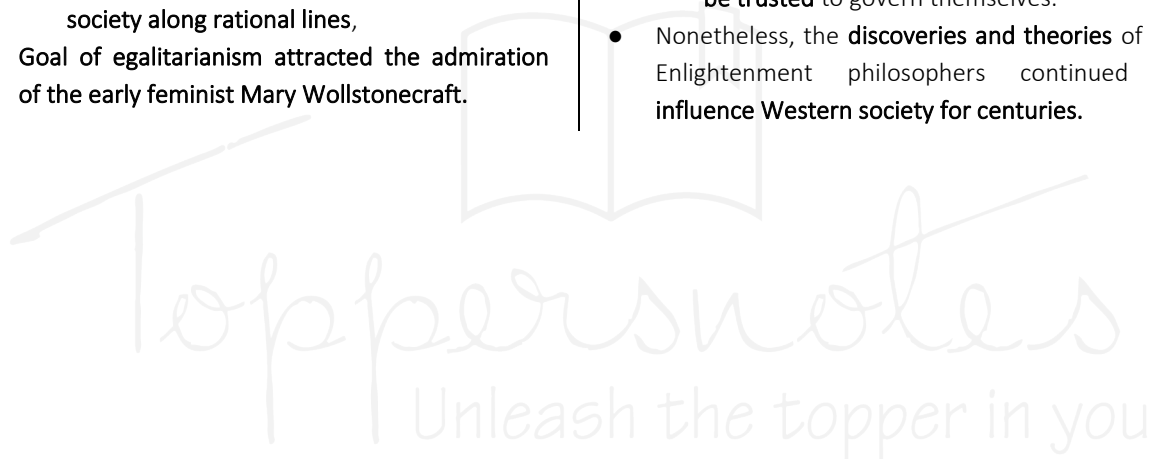 society along rational lines,
Goal of egalitarianism attracted the admiration
of the early feminist Mary Wollstonecraft.
be trusted to govern themselves.
● Nonetheless, the discoveries and theories of
Enlightenment philosophers continued
influence Western society for centuries.
Toppersnotes
Unleash the topper in you